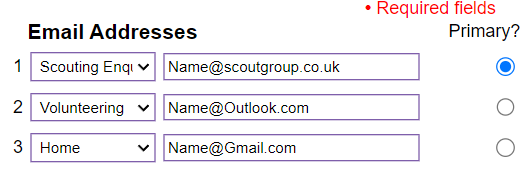 • Required fields
Email Addresses Primary?
1 Scouting Enqu Name@scoutgroup.co.uk
2 Volunteering Name@Outlook.com
3 Home Name@Gmail.com